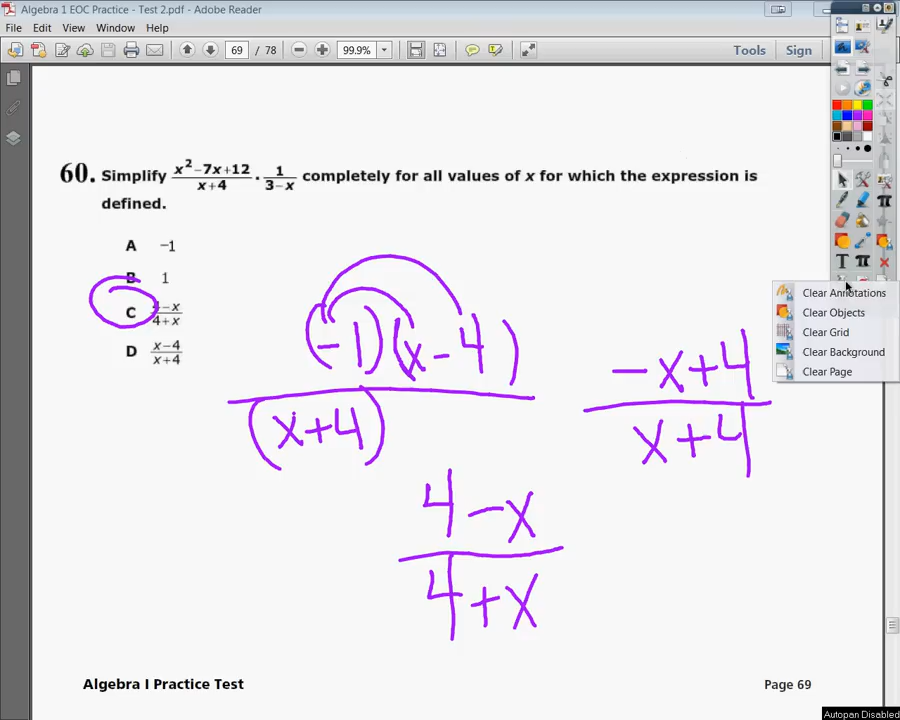 Algebra 1 EOC Practice - Test 2.pdf - Adobe Reader
File Edit View Window Help
69 / 78 99.9% Tools Sign
60. Simplify x²-7x+12/x+4 · 1/3-x completely for all values of x for which the expression is
defined.
A -1
B 1
C 4-x/4+x
D x-4/x+4
(-1)(x-4)
(x+4)
-x+4
x+4
4-x
4+x
T π
Clear Annotations
Clear Objects
Clear Grid
Clear Background
Clear Page
Algebra I Practice Test Page 69
Autopan Disabled